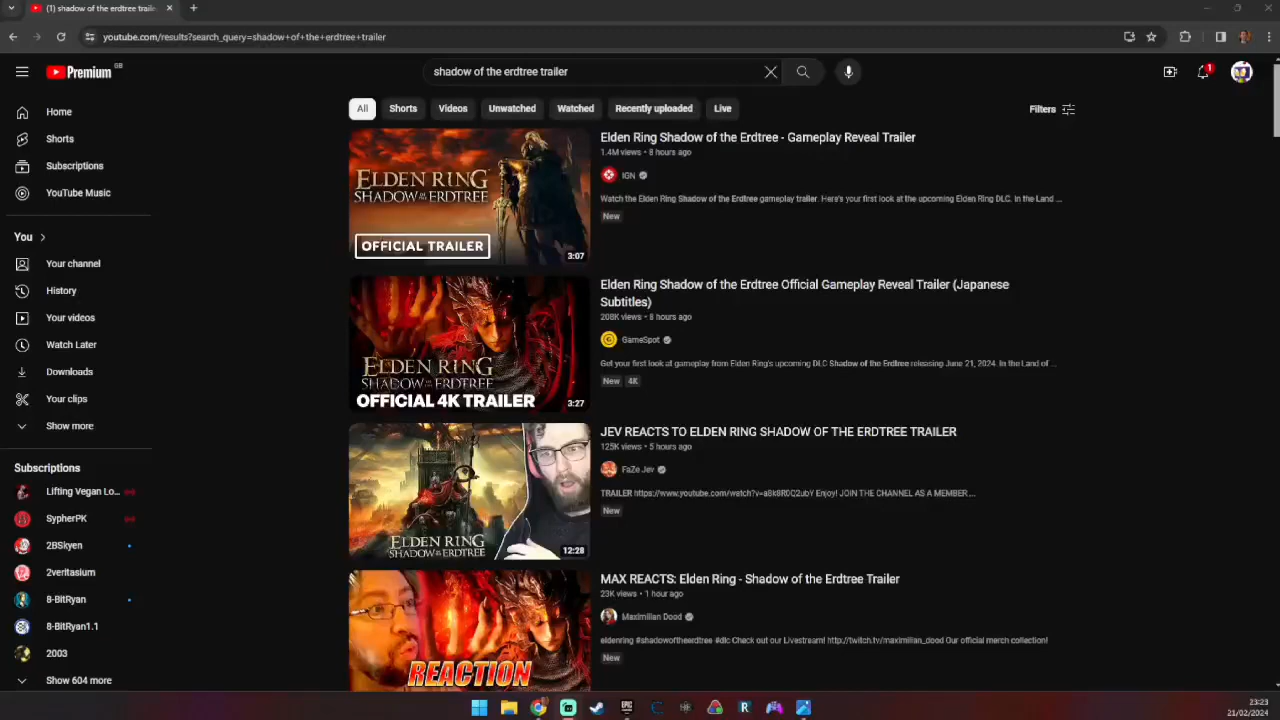 (1) shadow of the erdtree traile
youtube.com/results?search_query=shadow+of+the+erdtree+trailer
Premium GB
shadow of the erdtree trailer
1
Home
Shorts
Subscriptions
YouTube Music
You
Your channel
History
Your videos
Watch Later
Downloads
Your clips
Show more
Subscriptions
Lifting Vegan Lo...
SypherPK
2BSkyen
2veritasium
8-BitRyan
8-BitRyan1.1
2003
Show 604 more
All Shorts Videos Unwatched Watched Recently uploaded Live Filters
ELDEN RING
SHADOW OF THE ERDTREE
OFFICIAL TRAILER
3:07
Elden Ring Shadow of the Erdtree - Gameplay Reveal Trailer
1.4M views • 8 hours ago
IGN
Watch the Elden Ring Shadow of the Erdtree gameplay trailer. Here's your first look at the upcoming Elden Ring DLC. In the Land ...
New
ELDEN RING
SHADOW OF THE ERDTREE
OFFICIAL 4K TRAILER
3:27
Elden Ring Shadow of the Erdtree Official Gameplay Reveal Trailer (Japanese
Subtitles)
208K views • 8 hours ago
GameSpot
Get your first look at gameplay from Elden Ring's upcoming DLC Shadow of the Erdtree releasing June 21, 2024. In the Land of ...
New 4K
ELDEN RING
SHADOW OF THE ERDTREE
12:28
JEV REACTS TO ELDEN RING SHADOW OF THE ERDTREE TRAILER
125K views • 5 hours ago
FaZe Jev
TRAILER https://www.youtube.com/watch?v=a8k8R0Q2ubY Enjoy! JOIN THE CHANNEL AS A MEMBER ...
New
REACTION
MAX REACTS: Elden Ring - Shadow of the Erdtree Trailer
23K views • 1 hour ago
Maximilian Dood
eldenring #shadowoftheerdtree #dlc Check out our Livestream! http://twitch.tv/maximilian_dood Our official merch collection!
New
EPIC
R
23:23
21/02/2024